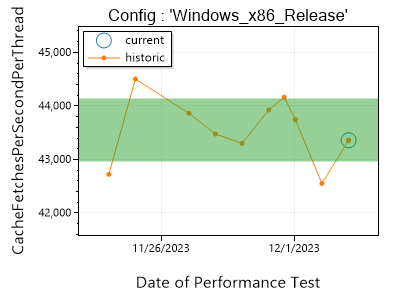 Config : 'Windows_x86_Release'
current
historic
CacheFetchesPerSecondPerThread
45,000
44,000
43,000
42,000
11/26/2023
12/1/2023
Date of Performance Test